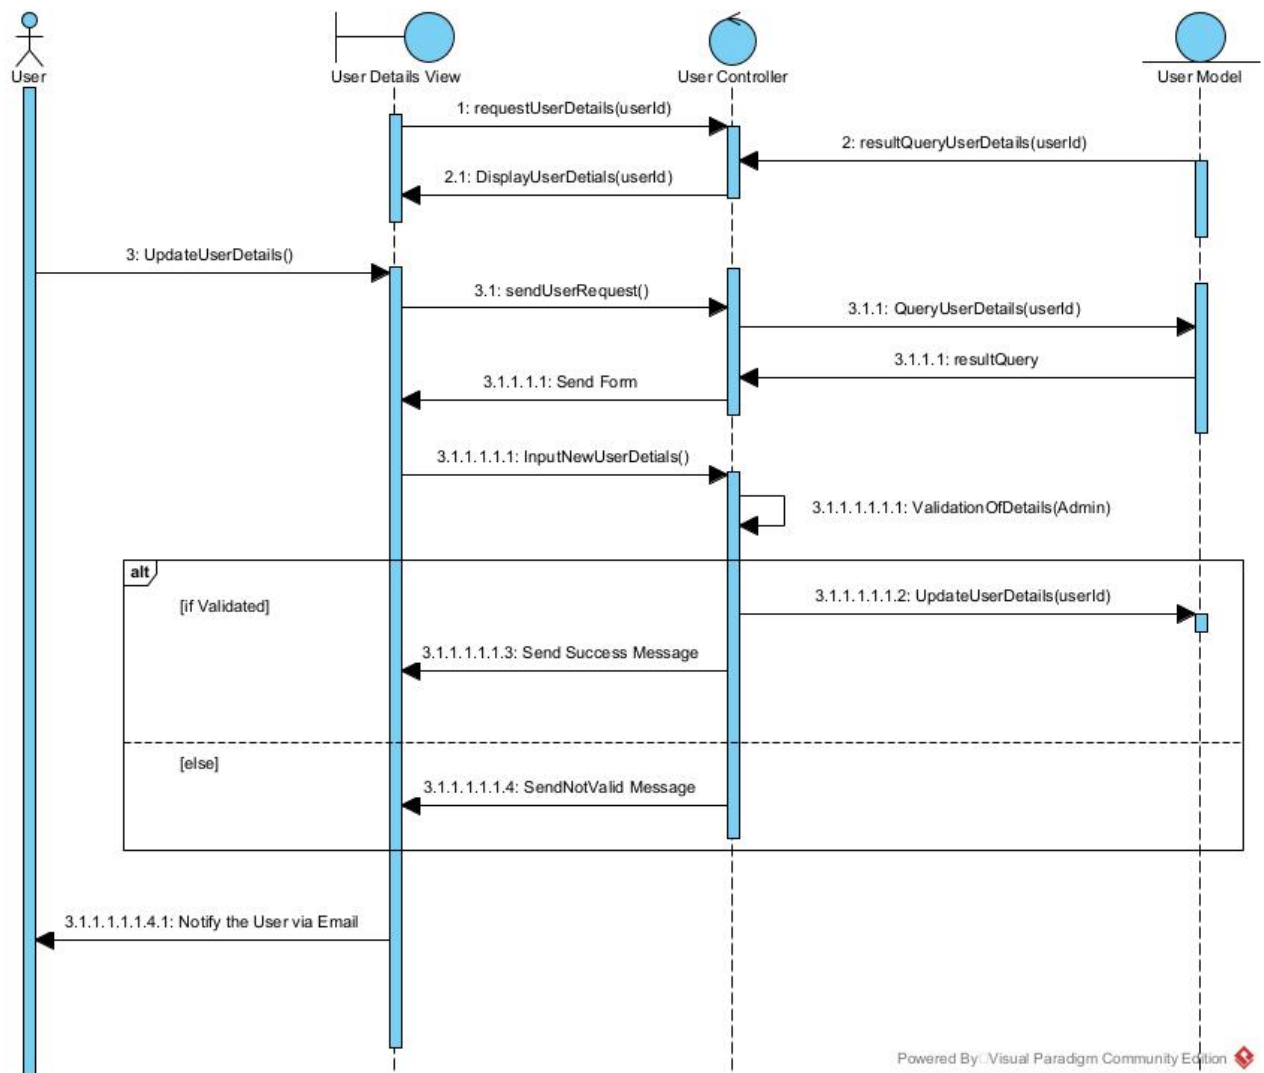 User
User Details View
User Controller
User Model
1: requestUserDetails(userId)
2: resultQueryUserDetails(userId)
2.1: DisplayUserDetials(userId)
3: UpdateUserDetails()
3.1: sendUserRequest()
3.1.1: QueryUserDetails(userId)
3.1.1.1: resultQuery
3.1.1.1.1: Send Form
3.1.1.1.1.1: InputNewUserDetials()
3.1.1.1.1.1.1: ValidationOfDetails(Admin)
alt
[if Validated]
3.1.1.1.1.1.2: UpdateUserDetails(userId)
3.1.1.1.1.1.3: Send Success Message
[else]
3.1.1.1.1.1.4: SendNotValid Message
3.1.1.1.1.1.4.1: Notify the User via Email
Powered By Visual Paradigm Community Edition